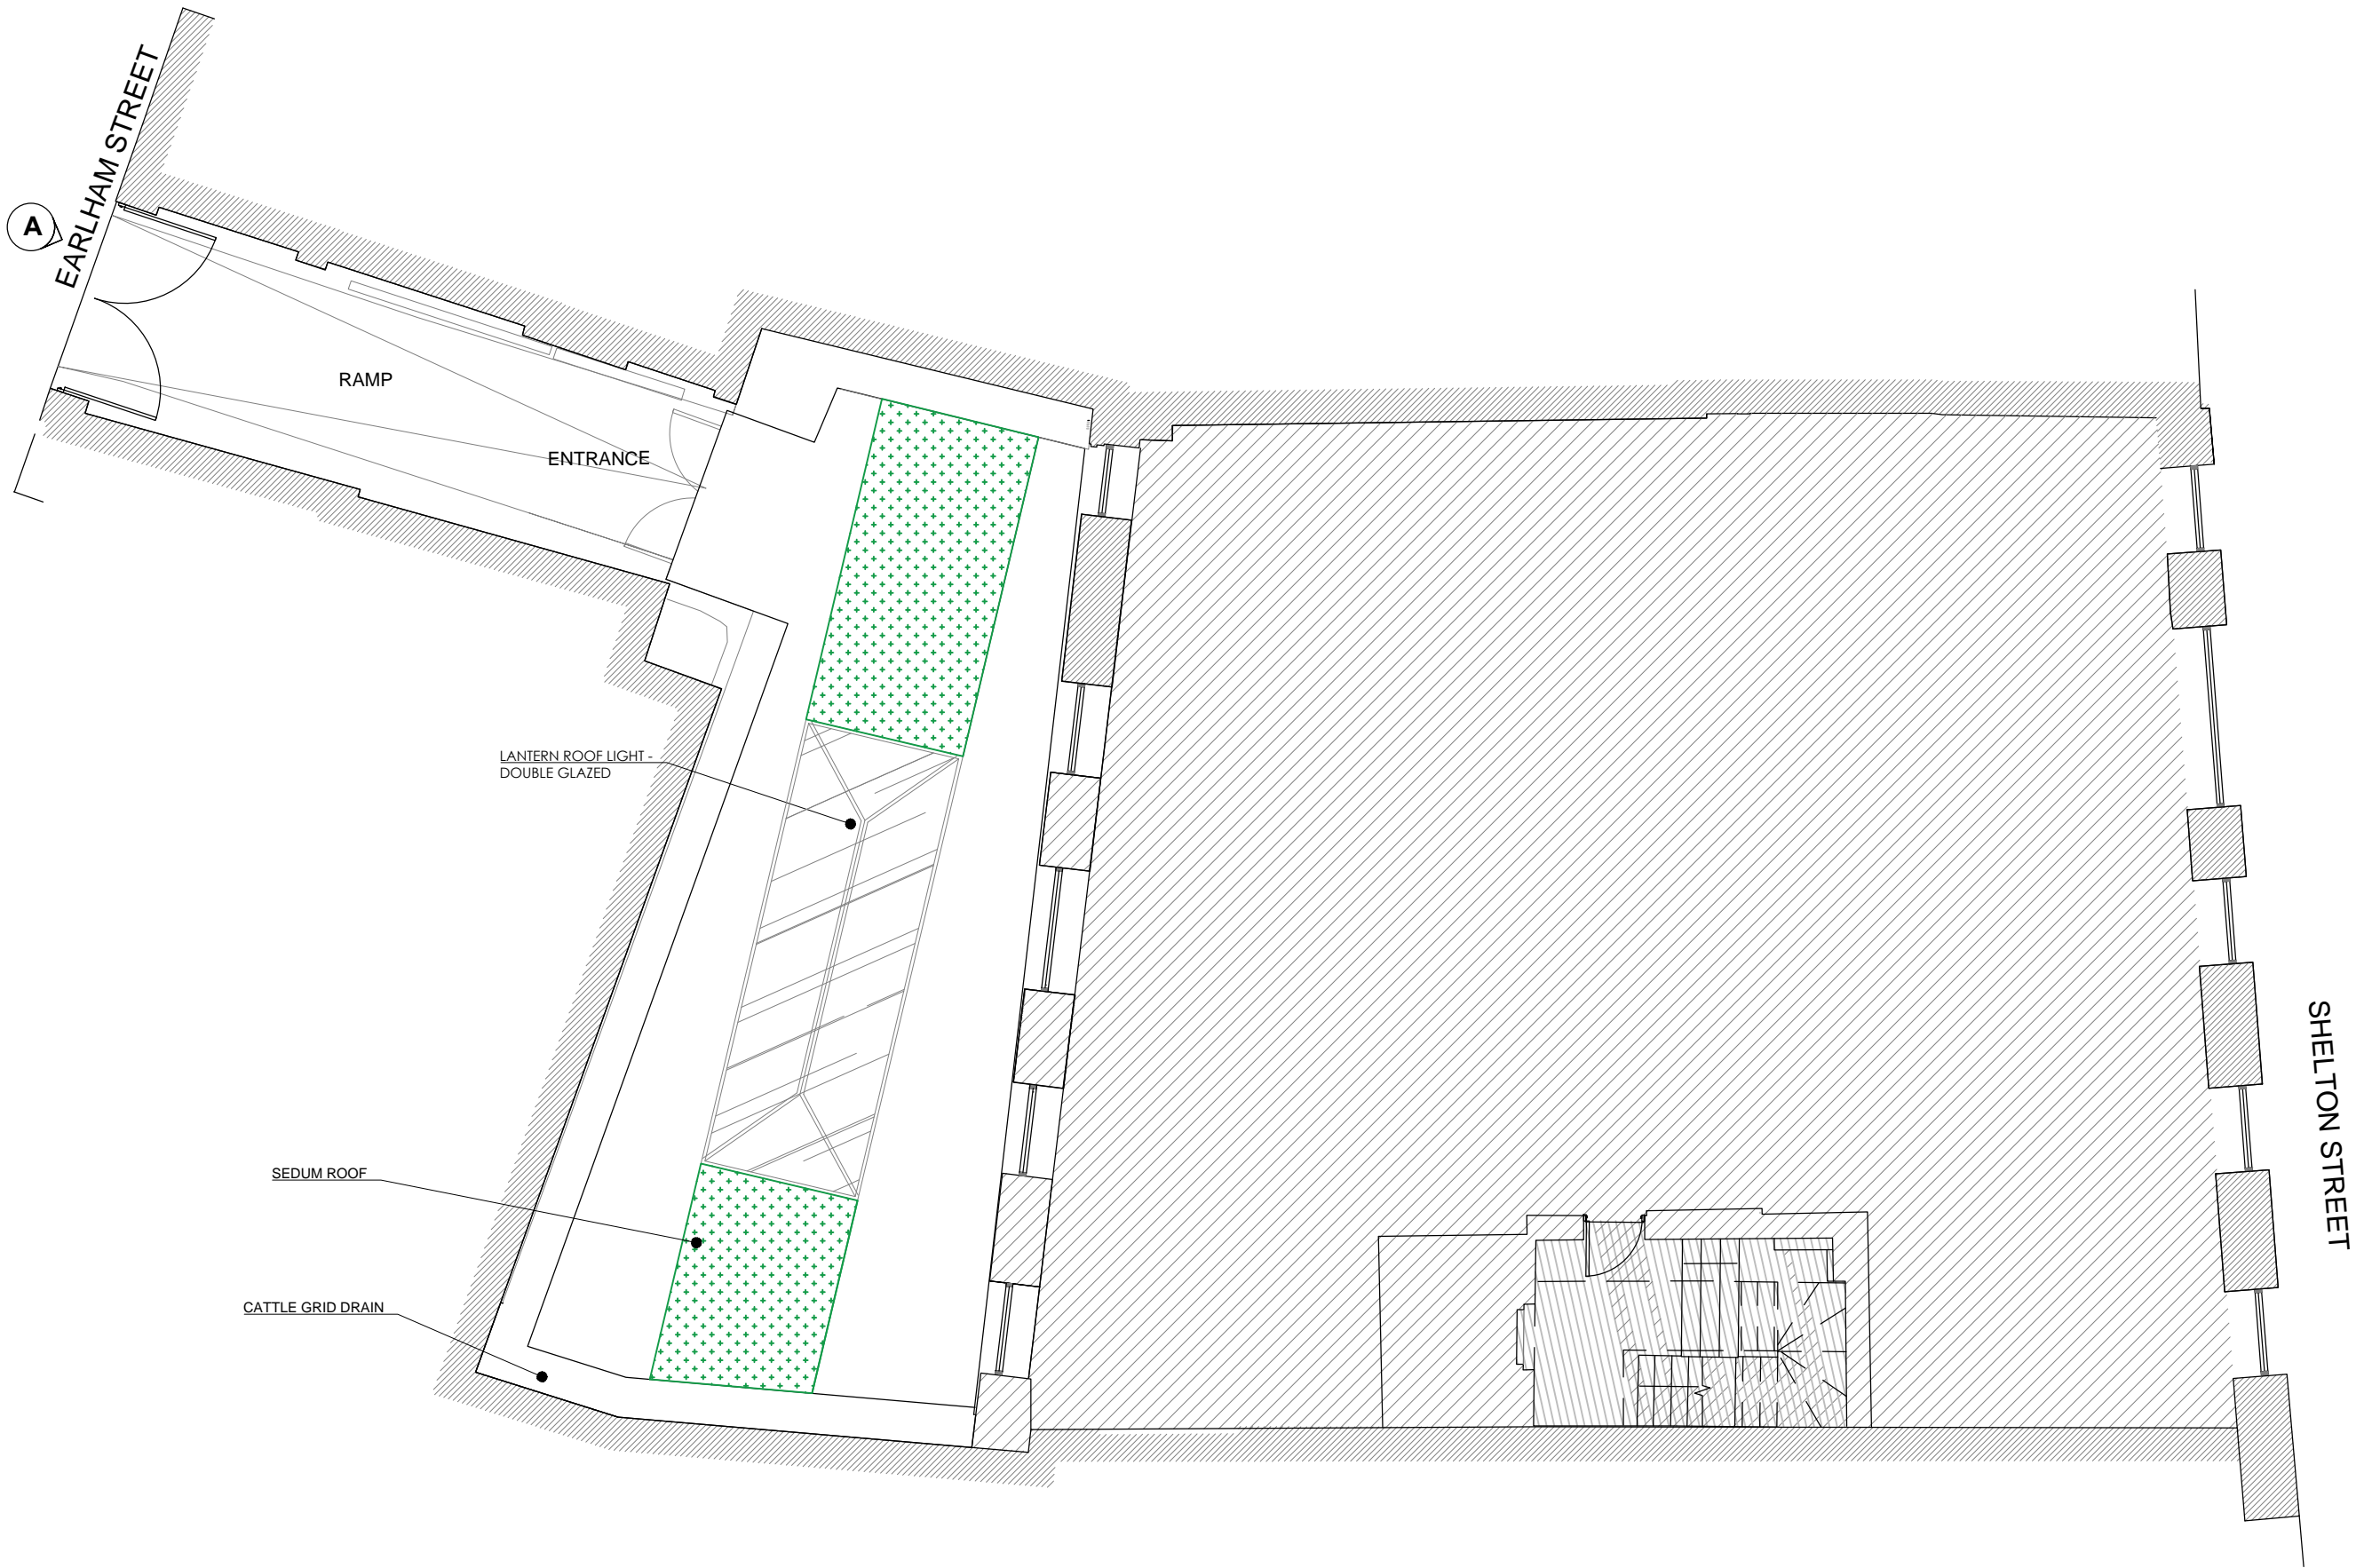 EARLHAM STREET
A
RAMP
ENTRANCE
LANTERN ROOF LIGHT -
DOUBLE GLAZED
SEDUM ROOF
CATTLE GRID DRAIN
SHELTON STREET